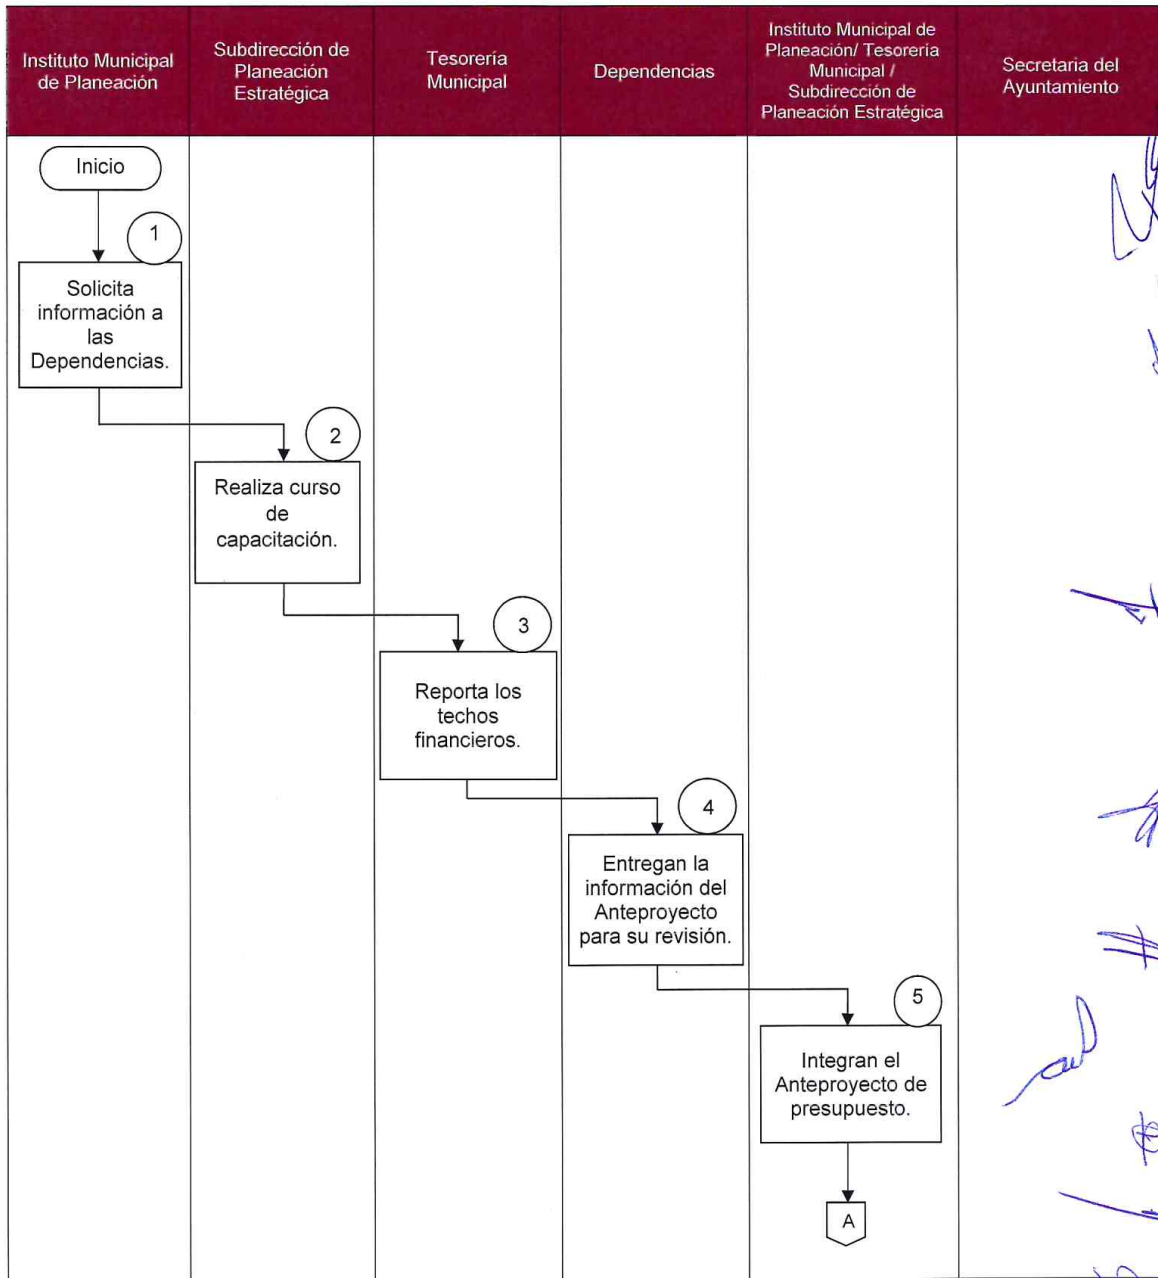 Instituto Municipal
de Planeación
Subdirección de
Planeación
Estratégica
Tesorería
Municipal
Dependencias
Instituto Municipal de
Planeación/ Tesorería
Municipal /
Subdirección de
Planeación Estratégica
Secretaria del
Ayuntamiento
Inicio
1
Solicita
información a
las
Dependencias.
2
Realiza curso
de
capacitación.
3
Reporta los
techos
financieros.
4
Entregan la
información del
Anteproyecto
para su revisión.
5
Integran el
Anteproyecto de
presupuesto.
A